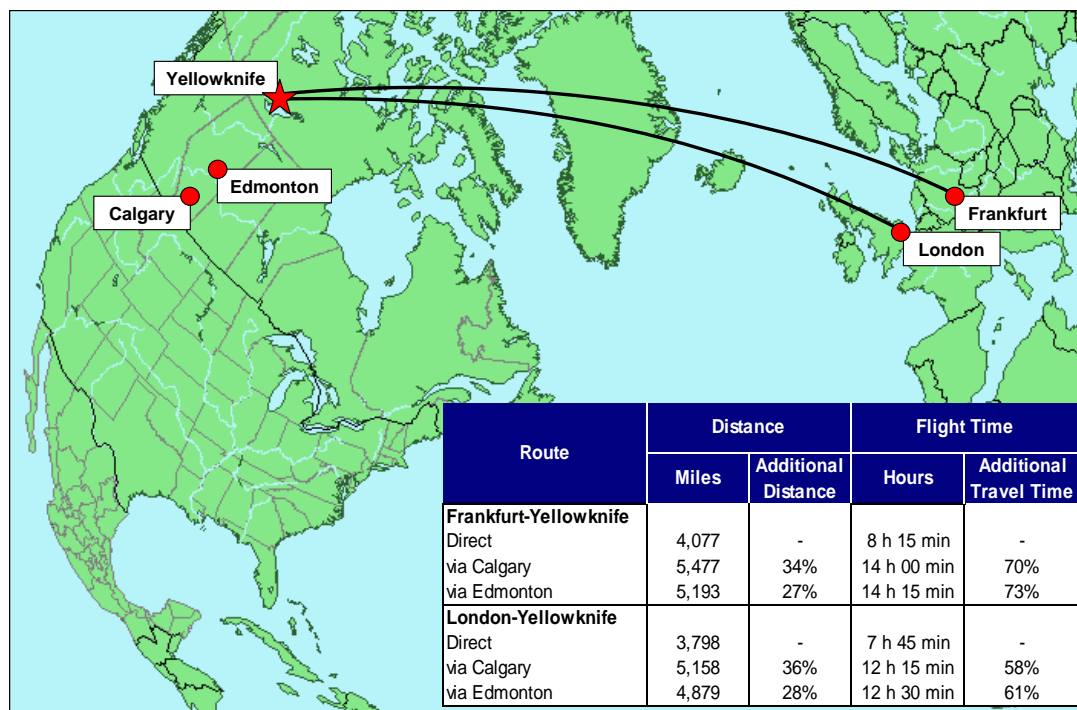 Yellowknife
Edmonton
Calgary
Frankfurt
London
Route Distance Flight Time
Miles Additional Distance Hours Additional Travel Time
Frankfurt-Yellowknife
Direct 4,077 - 8 h 15 min -
via Calgary 5,477 34% 14 h 00 min 70%
via Edmonton 5,193 27% 14 h 15 min 73%
London-Yellowknife
Direct 3,798 - 7 h 45 min -
via Calgary 5,158 36% 12 h 15 min 58%
via Edmonton 4,879 28% 12 h 30 min 61%